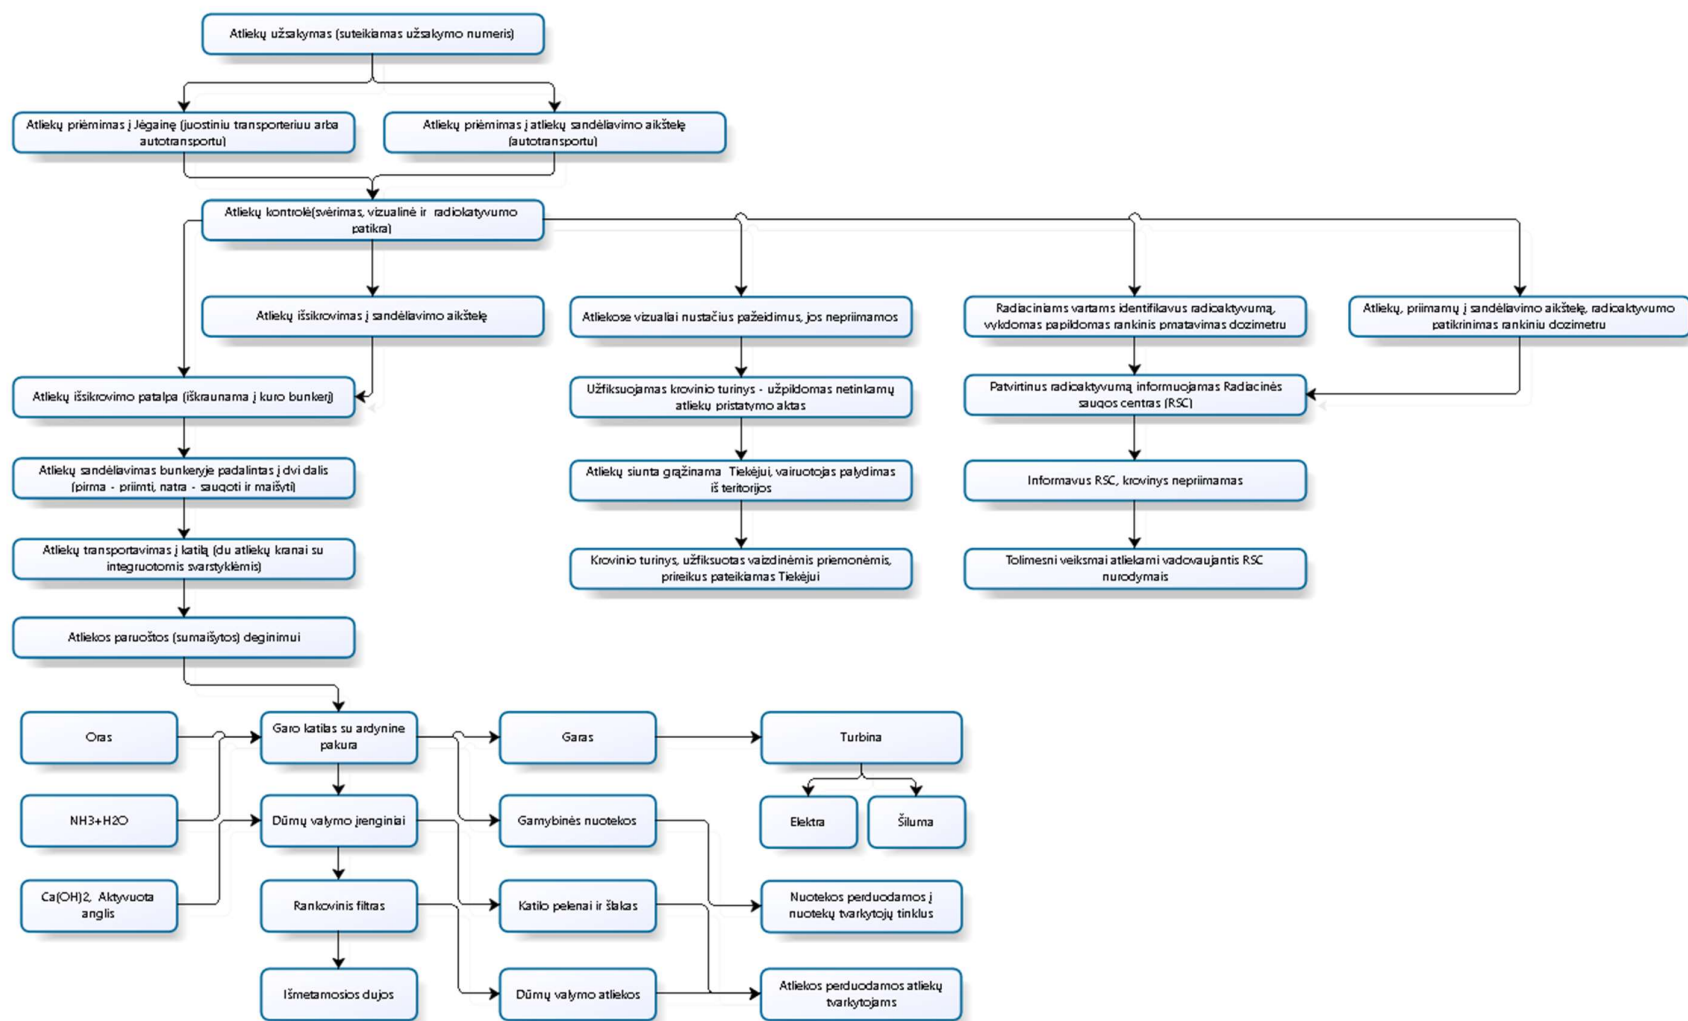 Atliekų užsakymas (suteikiamas užsakymo numeris)
Atliekų priėmimas į Jėgainę (juostiniu transporteriuu arba
autotransportu)
Atliekų priėmimas į atliekų sandėliavimo aikštelę
(autotransportu)
Atliekų kontrolė(svėrimas, vizualinė ir radiokatyvumo
patikra)
Atliekų išsikrovimas į sandėliavimo aikštelę
Atliekose vizualiai nustačius pažeidimus, jos nepriimamos
Radiaciniams vartams identifikavus radioaktyvumą,
vykdomas papildomas rankinis pmatavimas dozimetru
Atliekų, priimamų į sandėliavimo aikštelę, radioaktyvumo
patikrinimas rankiniu dozimetru
Atliekų išsikrovimo patalpa (iškraunama į kuro bunkerį)
Užfiksuojamas krovinio turinys - užpildomas netinkamų
atliekų pristatymo aktas
Patvirtinus radioaktyvumą informuojamas Radiacinės
saugos centras (RSC)
Atliekų sandėliavimas bunkeryje padalintas į dvi dalis
(pirma - priimti, natra - saugoti ir maišyti)
Atliekų siunta grąžinama Tiekėjui, vairuotojas palydimas
iš teritorijos
Informavus RSC, krovinys nepriimamas
Atliekų transportavimas į katilą (du atliekų kranai su
integruotomis svarstyklėmis)
Krovinio turinys, užfiksuotas vaizdinėmis priemonėmis,
prireikus pateikiamas Tiekėjui
Tolimesni veiksmai atliekami vadovaujantis RSC
nurodymais
Atliekos paruoštos (sumaišytos) deginimui
Oras
Garo katilas su ardynine
pakura
Garas
Turbina
NH3+H2O
Dūmų valymo įrenginiai
Gamybinės nuotekos
Elektra
Šiluma
Ca(OH)2, Aktyvuota
anglis
Rankovinis filtras
Katilo pelenai ir šlakas
Nuotekos perduodamos į
nuotekų tvarkytojų tinklus
Išmetamosios dujos
Dūmų valymo atliekos
Atliekos perduodamos atliekų
tvarkytojams